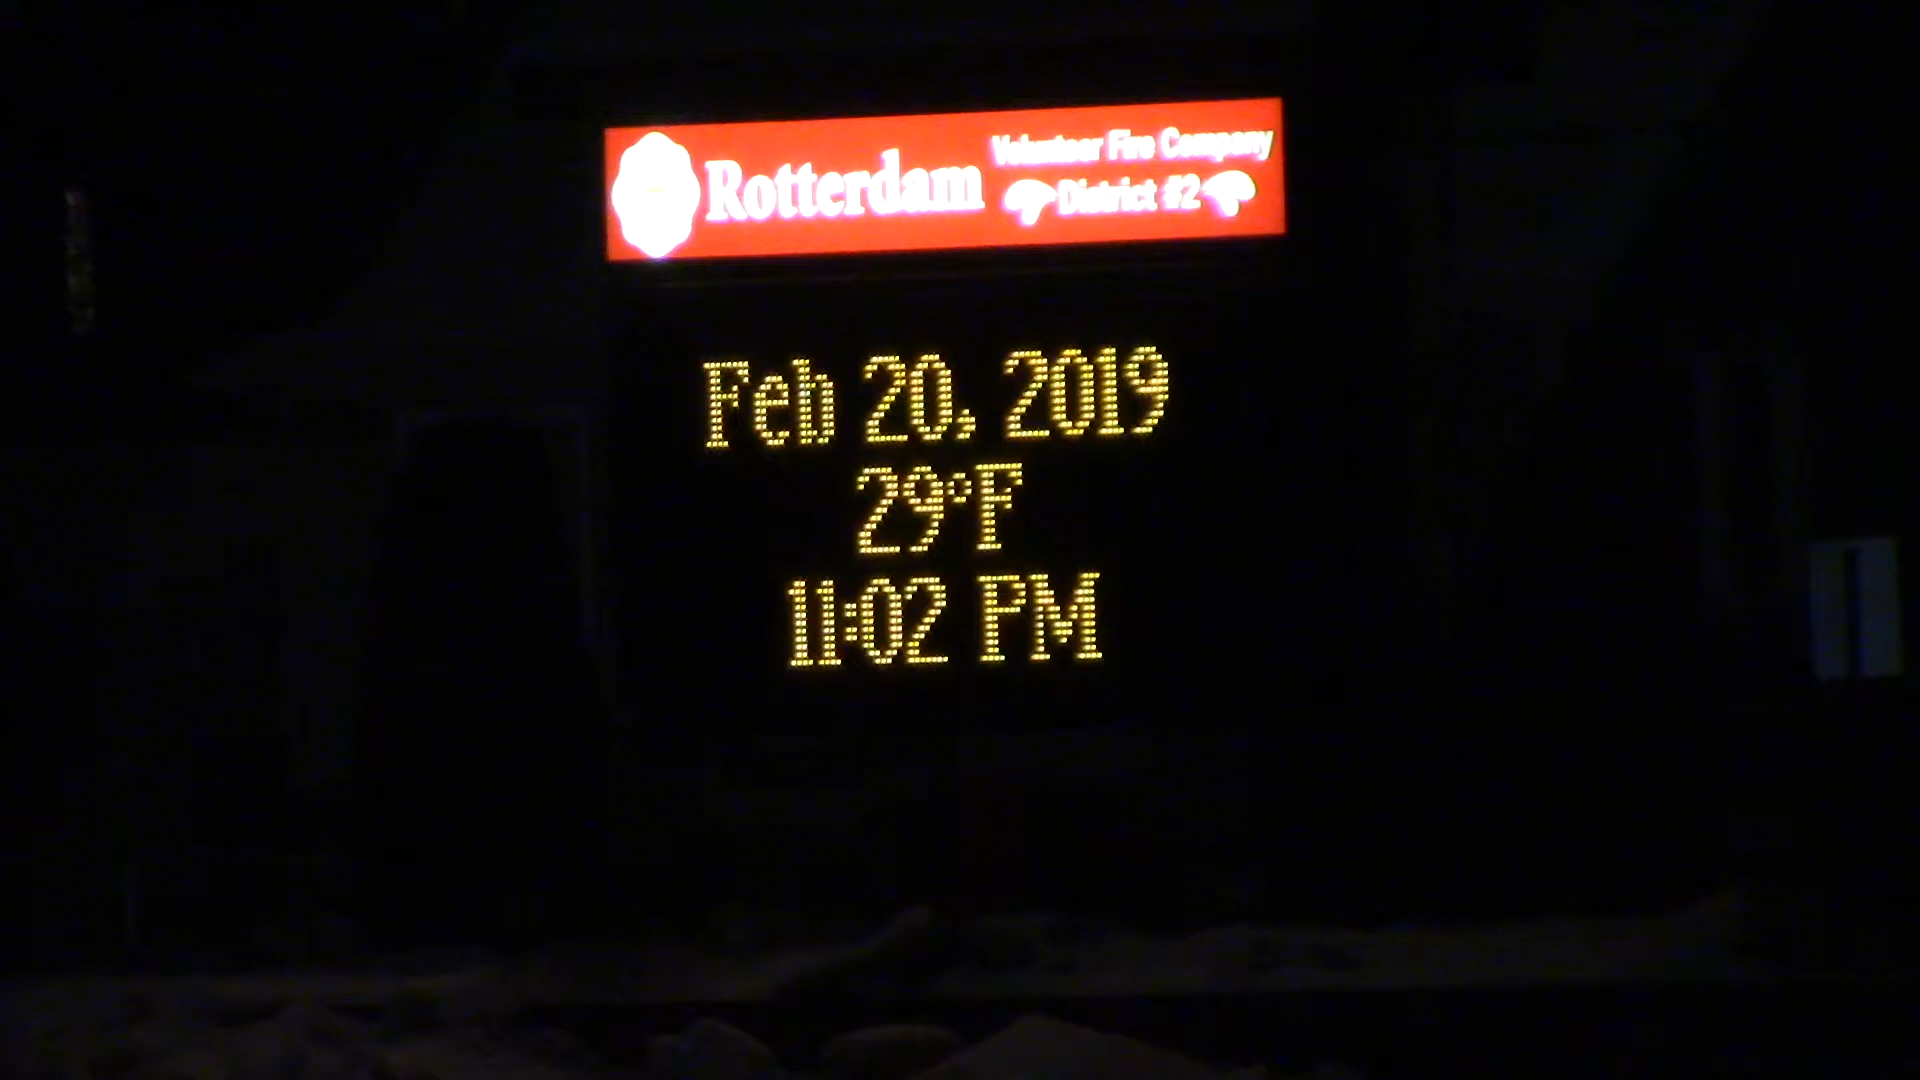 Rotterdam
Volunteer Fire Company
District #2
Feb 20, 2019
29°F
11:02 PM